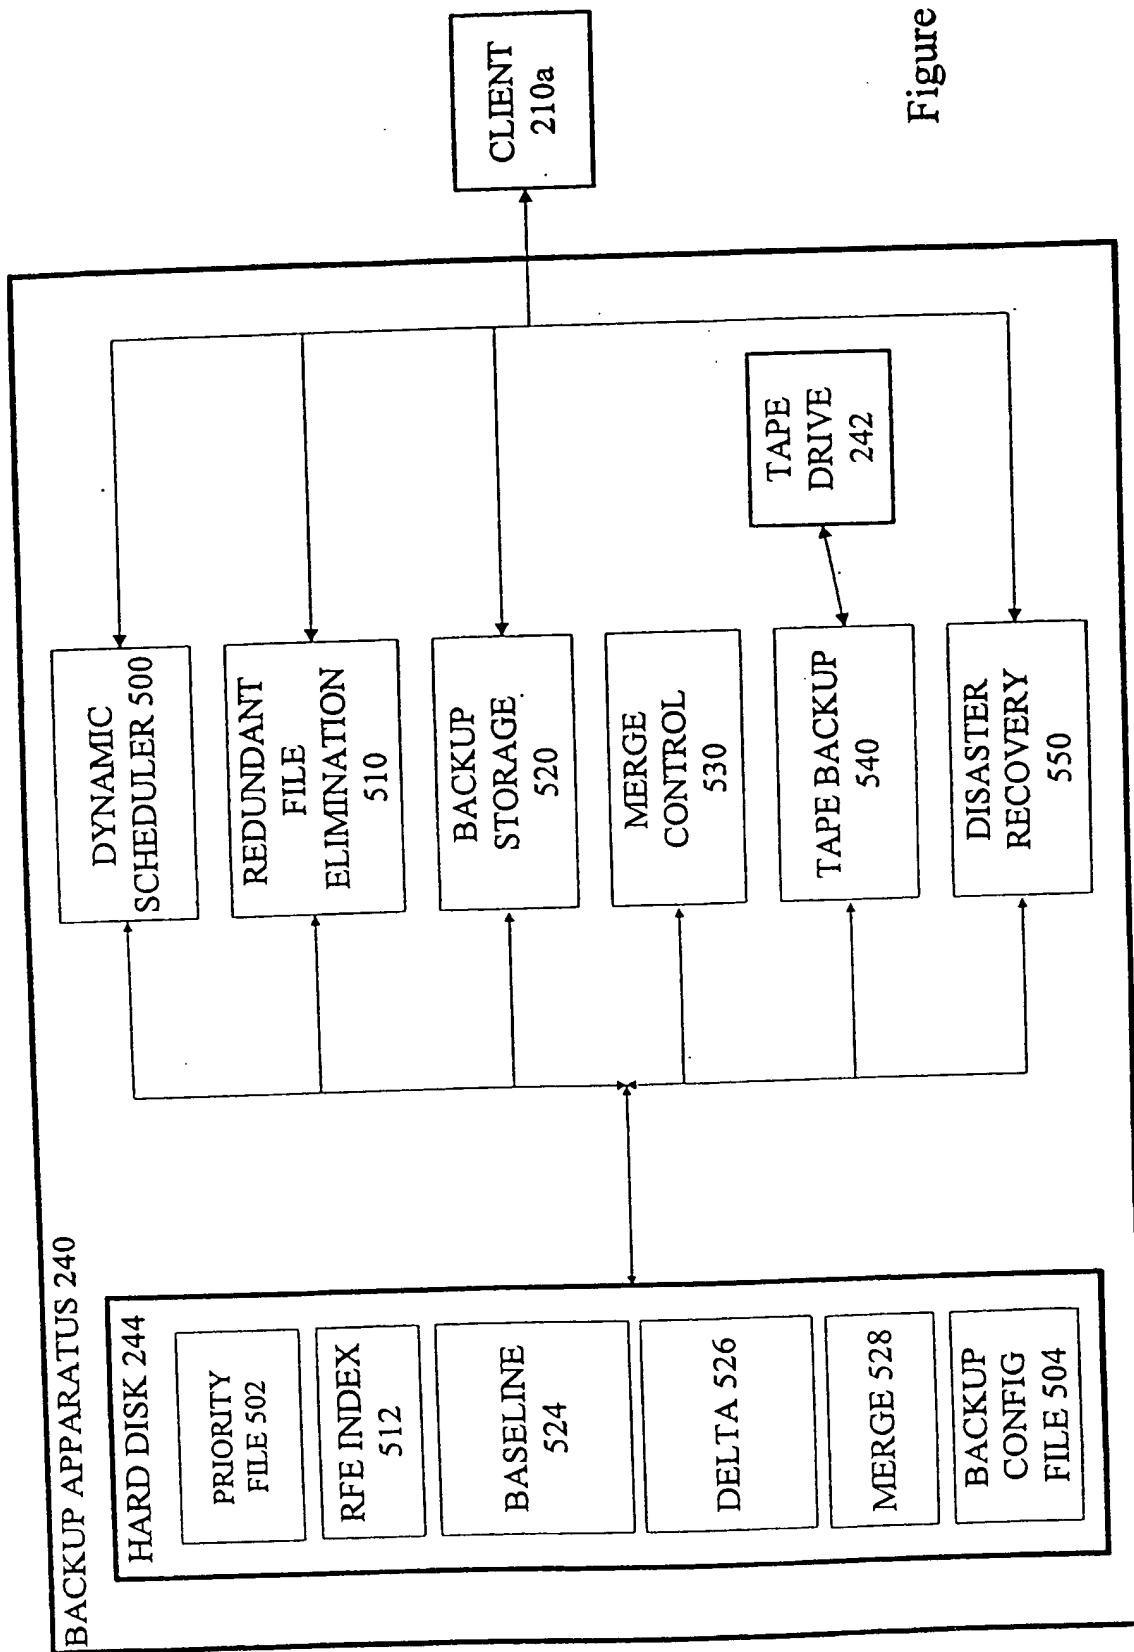 BACKUP APPARATUS 240
HARD DISK 244
PRIORITY
FILE 502
RFE INDEX
512
BASELINE
524
DELTA 526
MERGE 528
BACKUP
CONFIG
FILE 504
DYNAMIC
SCHEDULER 500
REDUNDANT
FILE
ELIMINATION
510
BACKUP
STORAGE
520
MERGE
CONTROL
530
TAPE BACKUP
540
DISASTER
RECOVERY
550
TAPE
DRIVE
242
CLIENT
210a
Figure